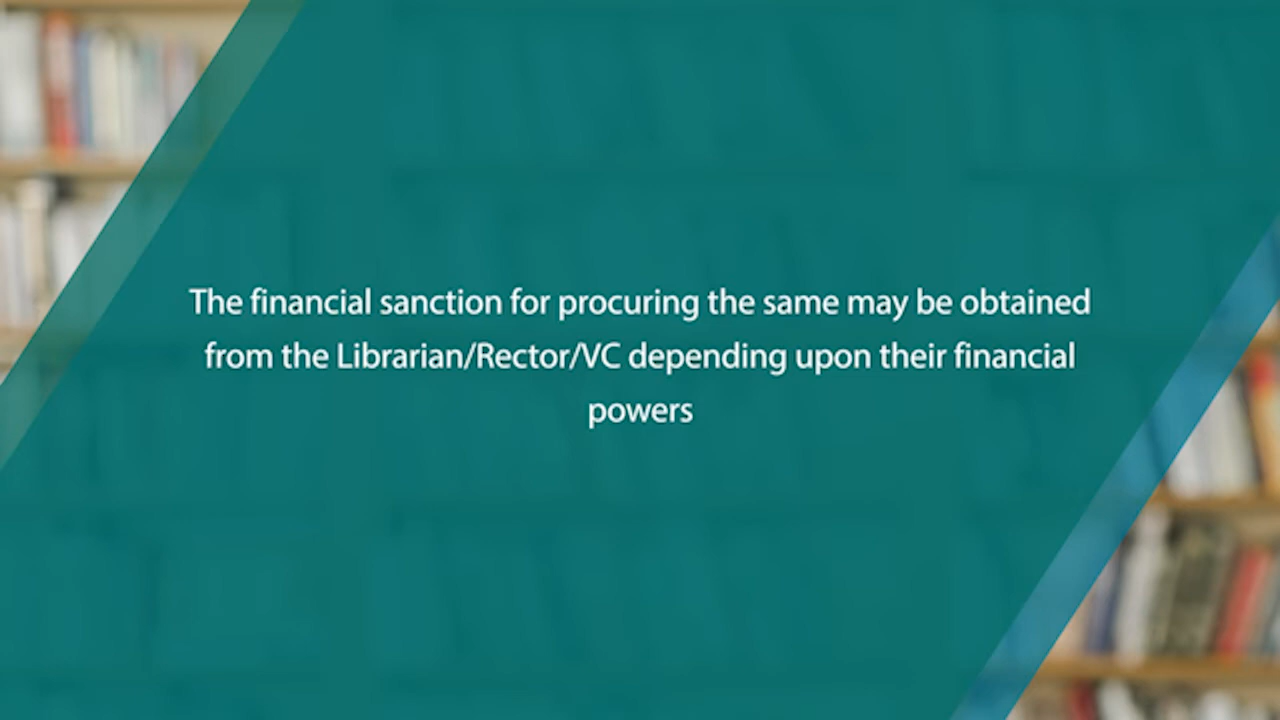 The financial sanction for procuring the same may be obtained
from the Librarian/Rector/VC depending upon their financial
powers